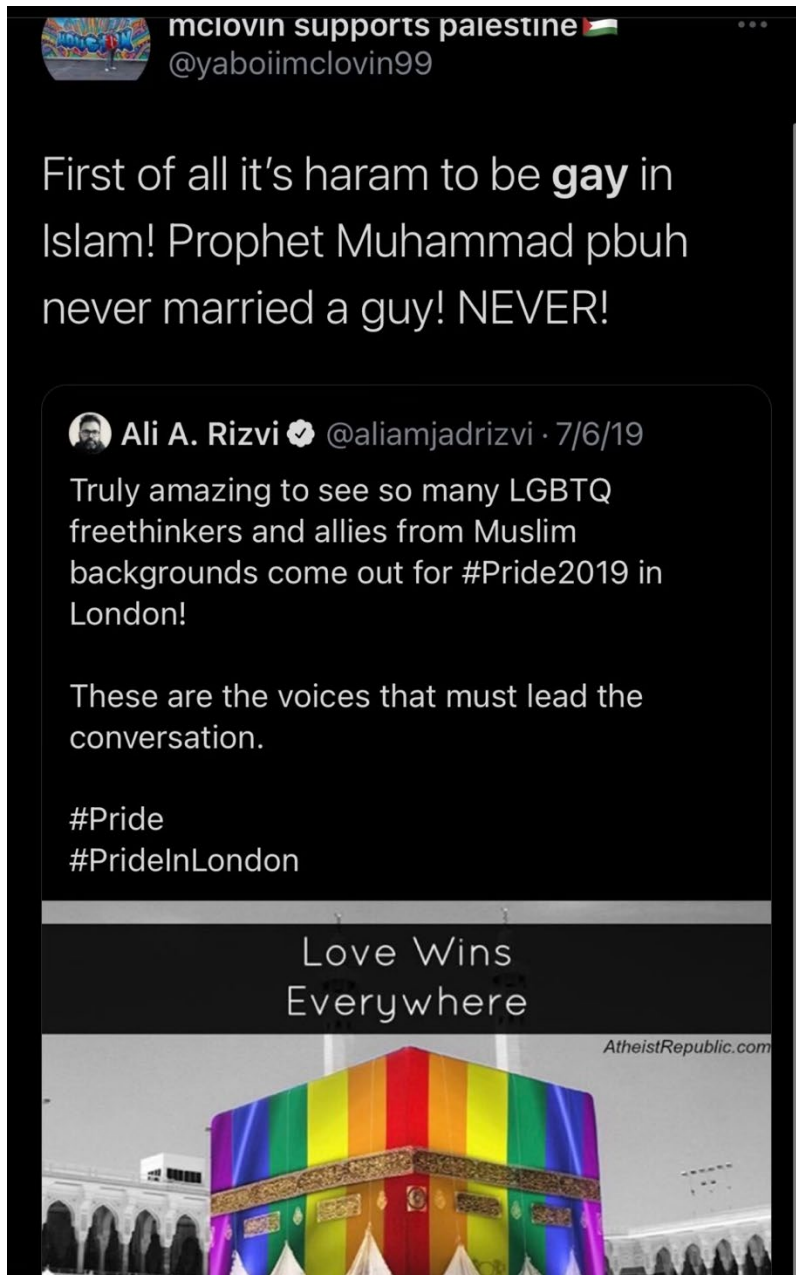 mclovin supports palestine🇵🇸
@yaboiimclovin99
First of all it's haram to be gay in
Islam! Prophet Muhammad pbuh
never married a guy! NEVER!
Ali A. Rizvi @aliamjadrizvi · 7/6/19
Truly amazing to see so many LGBTQ
freethinkers and allies from Muslim
backgrounds come out for #Pride2019 in
London!
These are the voices that must lead the
conversation.
#Pride
#PrideInLondon
Love Wins
Everywhere
AtheistRepublic.com